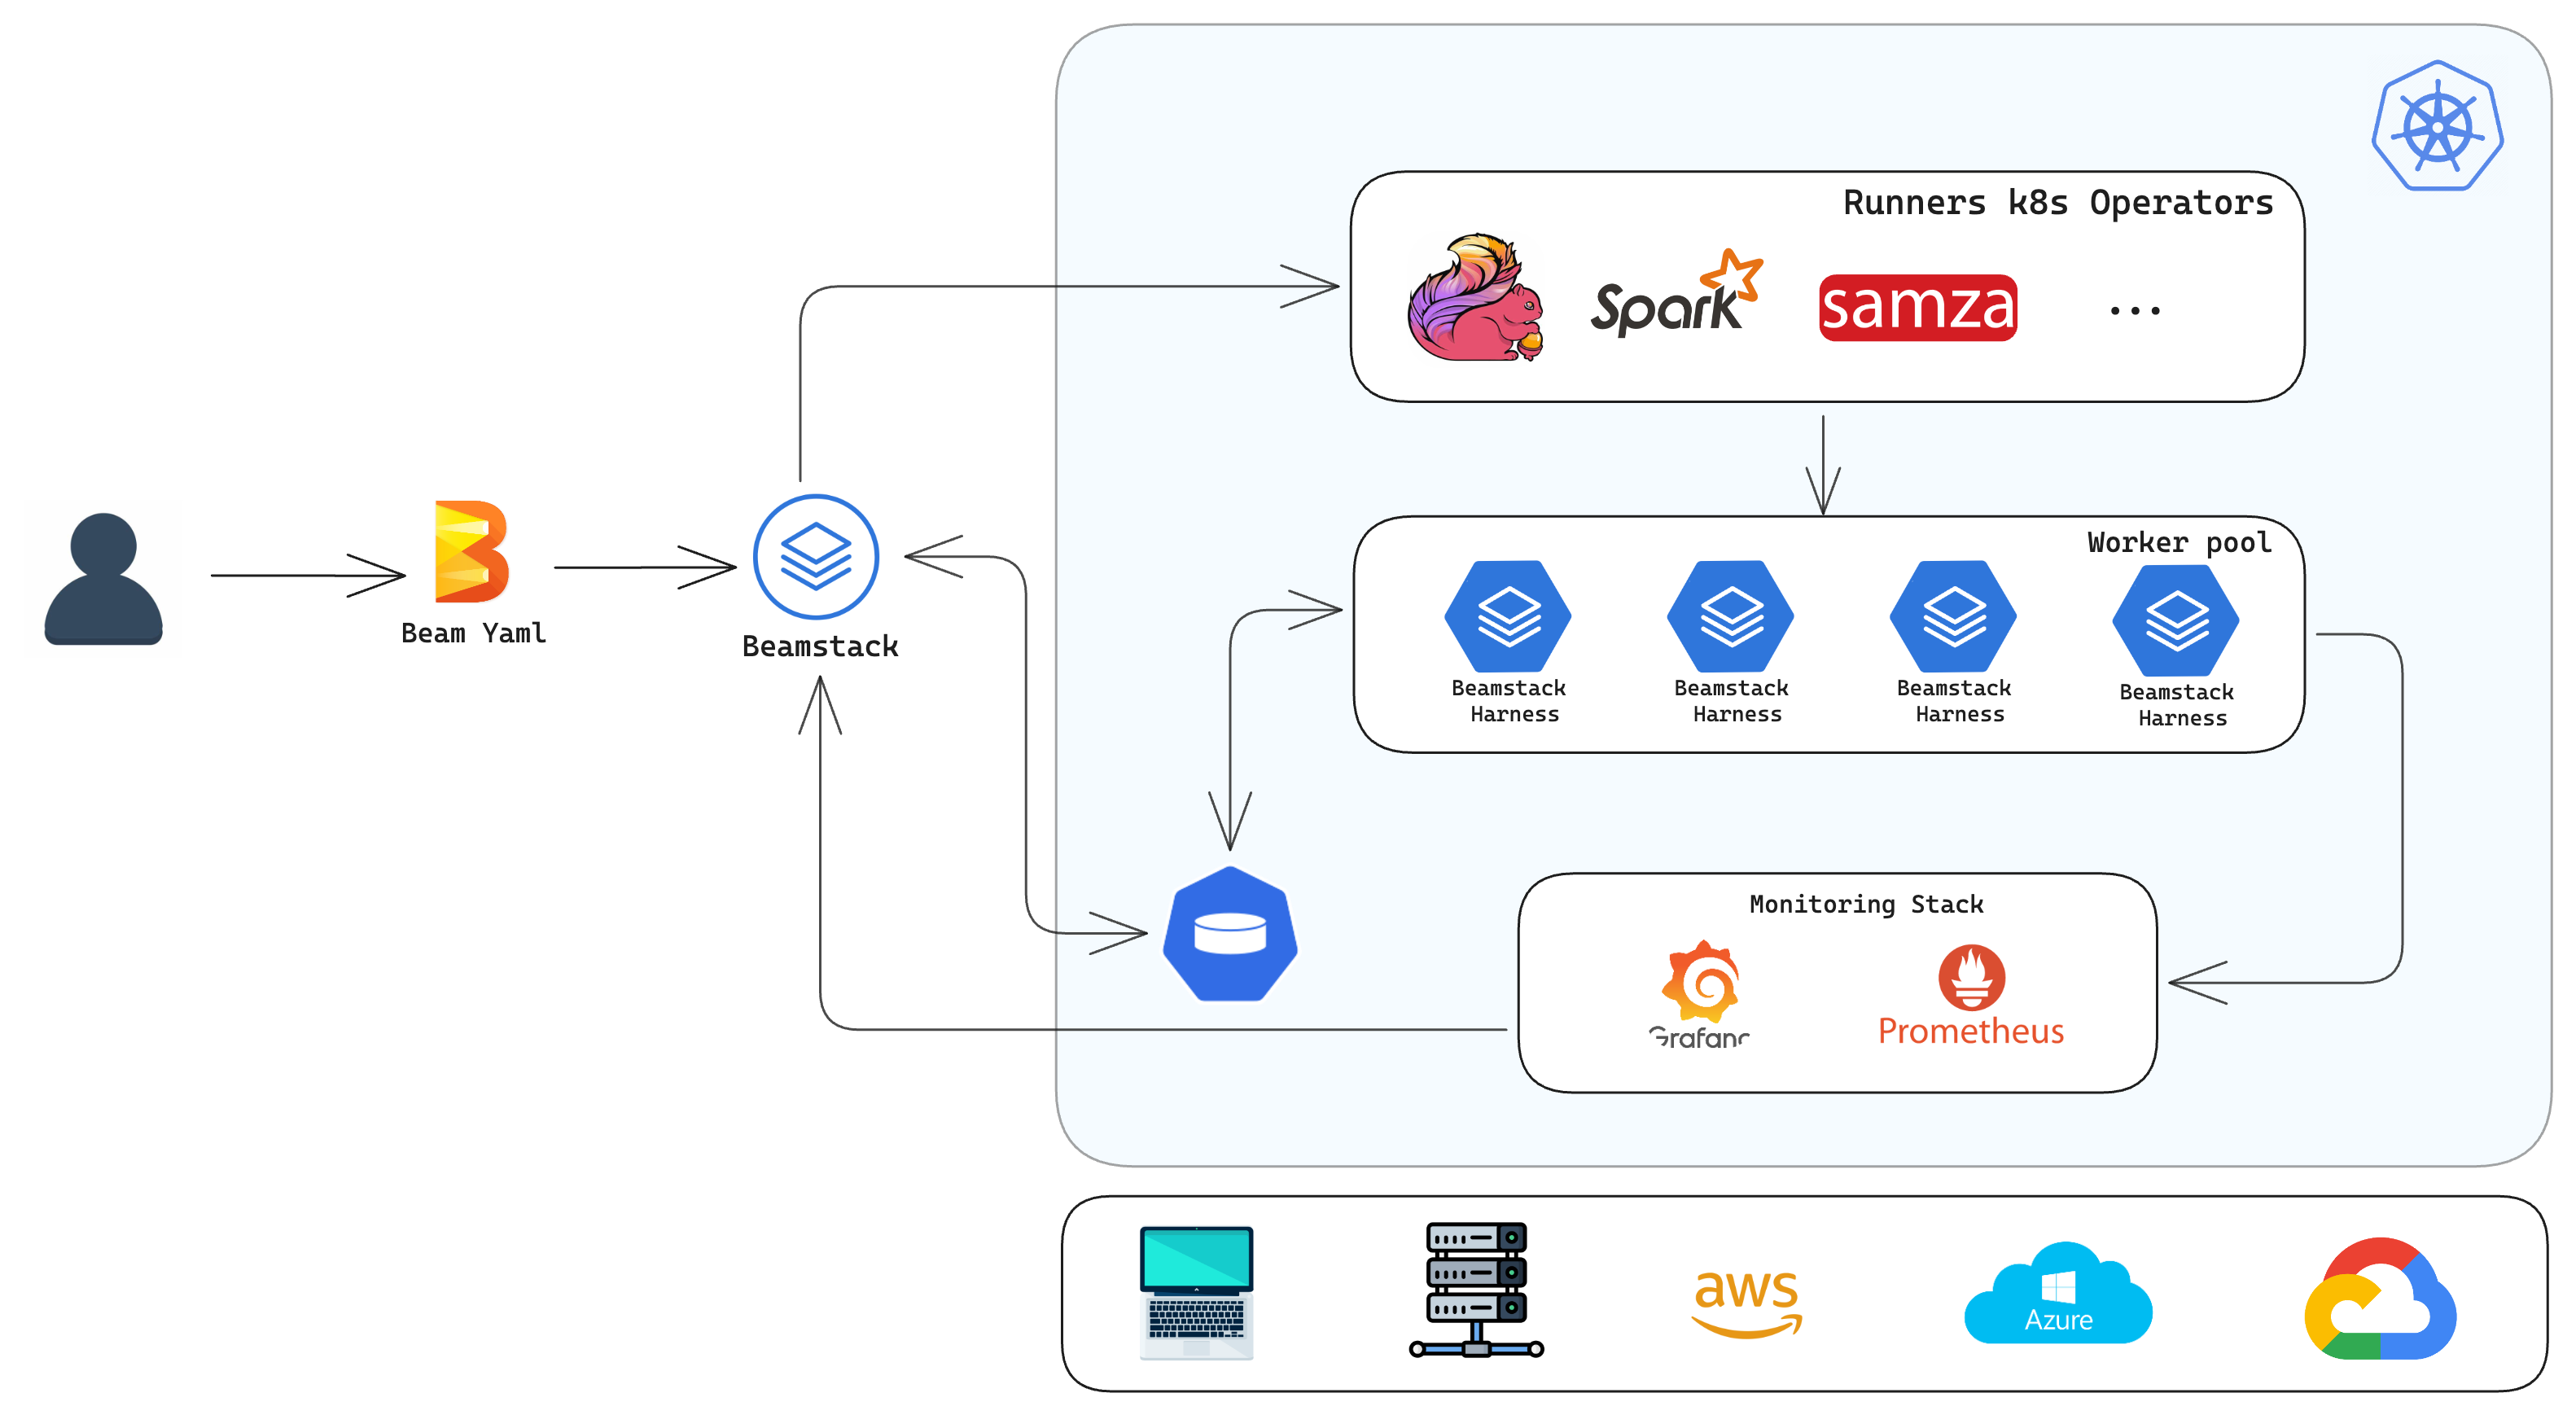 Runners k8s Operators
Spark
samza
...
Beam Yaml
Beamstack
Worker pool
Beamstack
Harness
Beamstack
Harness
Beamstack
Harness
Beamstack
Harness
Monitoring Stack
Grafana
Prometheus
aws
Azure